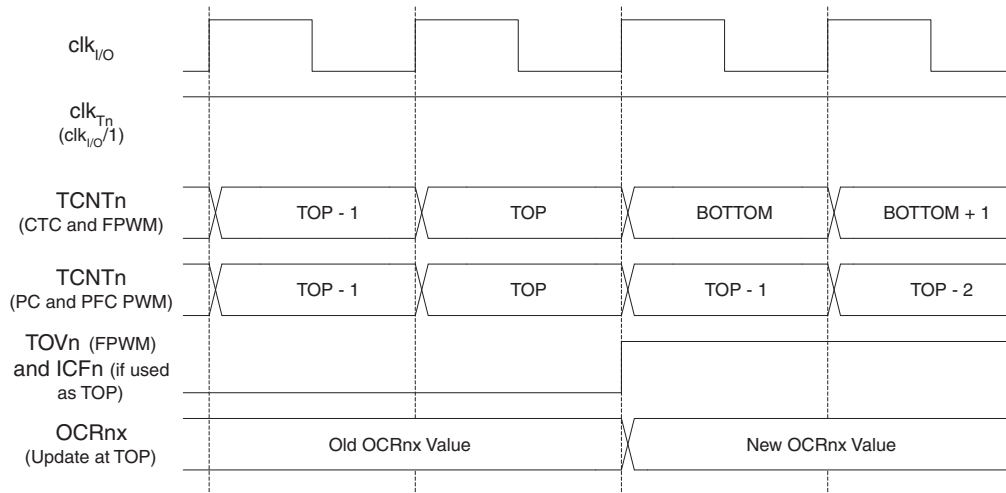 clkI/O
clkTn
(clkI/O/1)
TCNTn
(CTC and FPWM)
TOP - 1
TOP
BOTTOM
BOTTOM + 1
TCNTn
(PC and PFC PWM)
TOP - 1
TOP
TOP - 1
TOP - 2
TOVn (FPWM)
and ICFn (if used
as TOP)
OCRnx
(Update at TOP)
Old OCRnx Value
New OCRnx Value